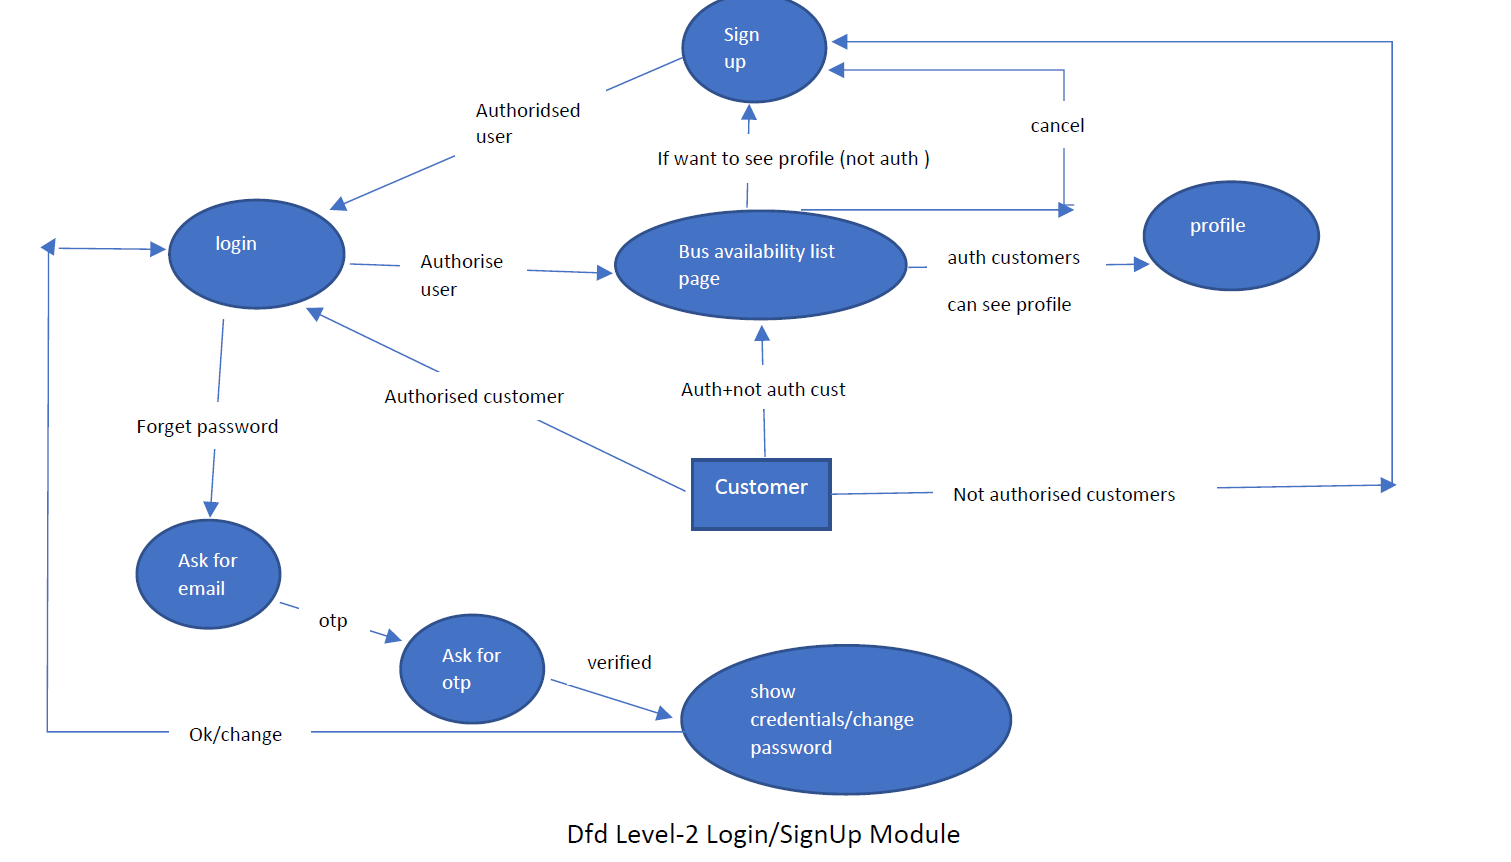 Sign
up
Authoridsed
user
cancel
If want to see profile (not auth )
login
profile
Bus availability list
page
Authorise
user
auth customers
can see profile
Authorised customer
Auth+not auth cust
Forget password
Customer
Not authorised customers
Ask for
email
otp
Ask for
otp
verified
show
credentials/change
password
Ok/change
Dfd Level-2 Login/SignUp Module